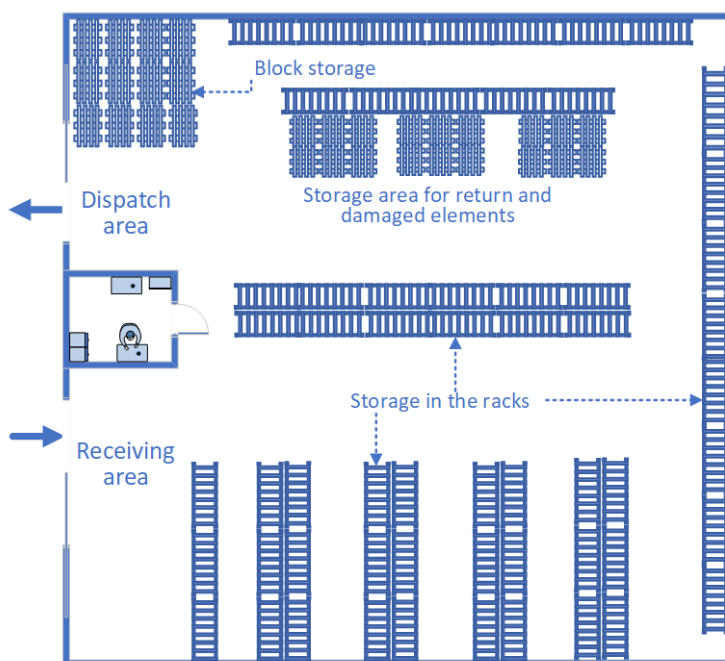 Block storage
Storage area for return and
damaged elements
Dispatch
area
Storage in the racks
Receiving
area